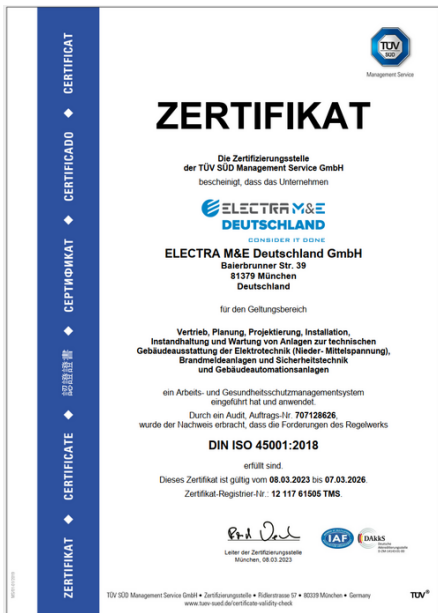 TÜV
SÜD
Management Service
ZERTIFIKAT
Die Zertifizierungsstelle
der TÜV SÜD Management Service GmbH
bescheinigt, dass das Unternehmen
ELECTRA M&E
DEUTSCHLAND
CONSIDER IT DONE
ELECTRA M&E Deutschland GmbH
Baierbrunner Str. 39
81379 München
Deutschland
für den Geltungsbereich
Vertrieb, Planung, Projektierung, Installation,
Instandhaltung und Wartung von Anlagen zur technischen
Gebäudeausstattung der Elektrotechnik (Nieder- Mittelspannung),
Brandmeldeanlagen und Sicherheitstechnik
und Gebäudeautomationsanlagen
ein Arbeits- und Gesundheitsschutzmanagementsystem
eingeführt hat und anwendet.
Durch ein Audit, Auftrags-Nr. 707128626,
wurde der Nachweis erbracht, dass die Forderungen des Regelwerks
DIN ISO 45001:2018
erfüllt sind.
Dieses Zertifikat ist gültig vom 08.03.2023 bis 07.03.2026.
Zertifikat-Registrier-Nr.: 12 117 61505 TMS.
Leiter der Zertifizierungsstelle
München, 08.03.2023
IAF
DAkkS
Deutsche
Akkreditierungsstelle
TÜV SÜD Management Service GmbH • Zertifizierungsstelle • Ridlerstrasse 57 • 80339 München • Germany
www.tuev-sued.de/certificate-validity-check
TÜV®
ZERTIFIKAT ◆ CERTIFICATE ◆ 認證證書 ◆ СЕРТИФИКАТ ◆ CERTIFICADO ◆ CERTIFICAT